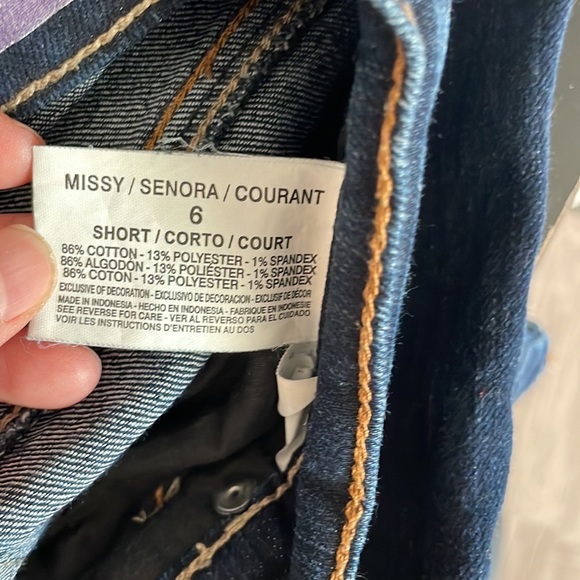 MISSY / SENORA / COURANT
6
SHORT / CORTO / COURT
86% COTTON - 13% POLYESTER - 1% SPANDEX
86% ALGODON - 13% POLIÉSTER - 1% SPANDEX
86% COTON - 13% POLYESTER - 1% SPANDEX
EXCLUSIVE OF DECORATION - EXCLUSIVO DE DECORACION - EXCLUSIF DE DÉCOR
MADE IN INDONESIA - HECHO EN INDONESIA - FABRIQUE EN INDONESIE
SEE REVERSE FOR CARE - VER AL REVERSO PARA EL CUIDADO
VOIR LES INSTRUCTIONS D'ENTRETIEN AU DOS